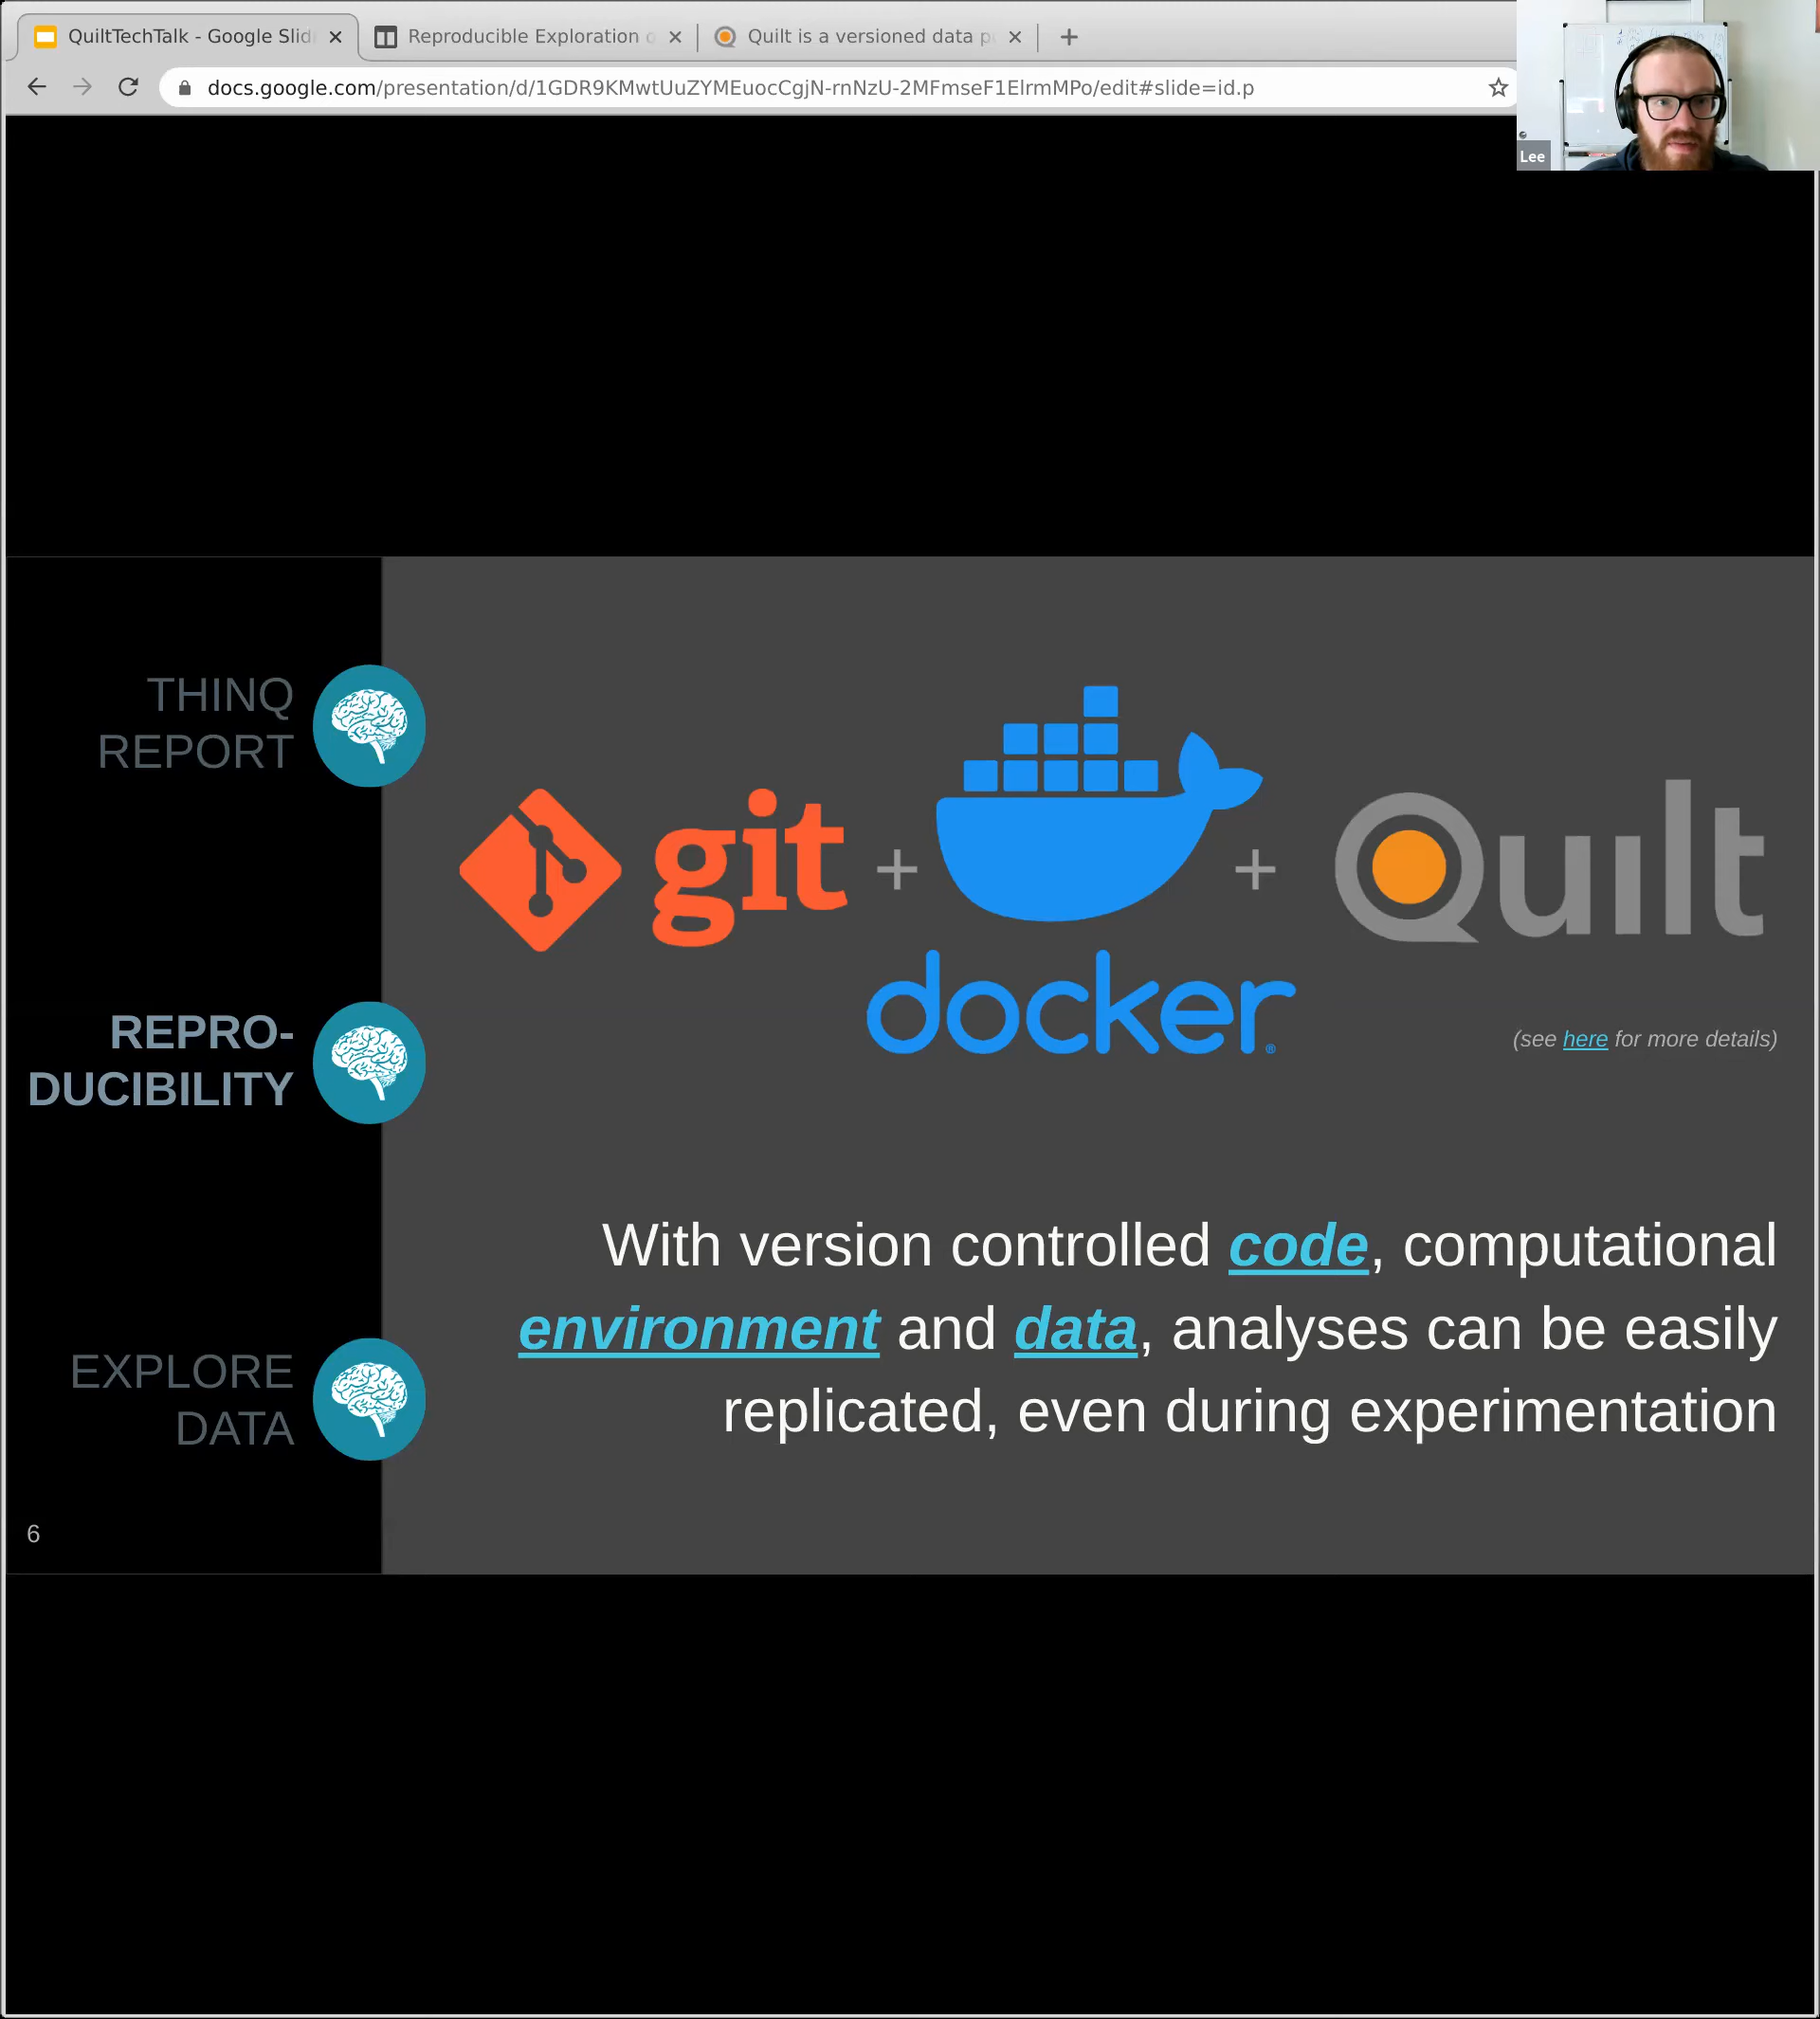 QuiltTechTalk - Google Slid
Reproducible Exploration o
Quilt is a versioned data p
docs.google.com/presentation/d/1GDR9KMwtUuZYMEuocCgjN-rnNzU-2MFmseF1ElrmMPo/edit#slide=id.p
Lee
THINQ
REPORT
git + docker® + Quilt
(see here for more details)
REPRO-
DUCIBILITY
With version controlled code, computational
environment and data, analyses can be easily
replicated, even during experimentation
EXPLORE
DATA
6